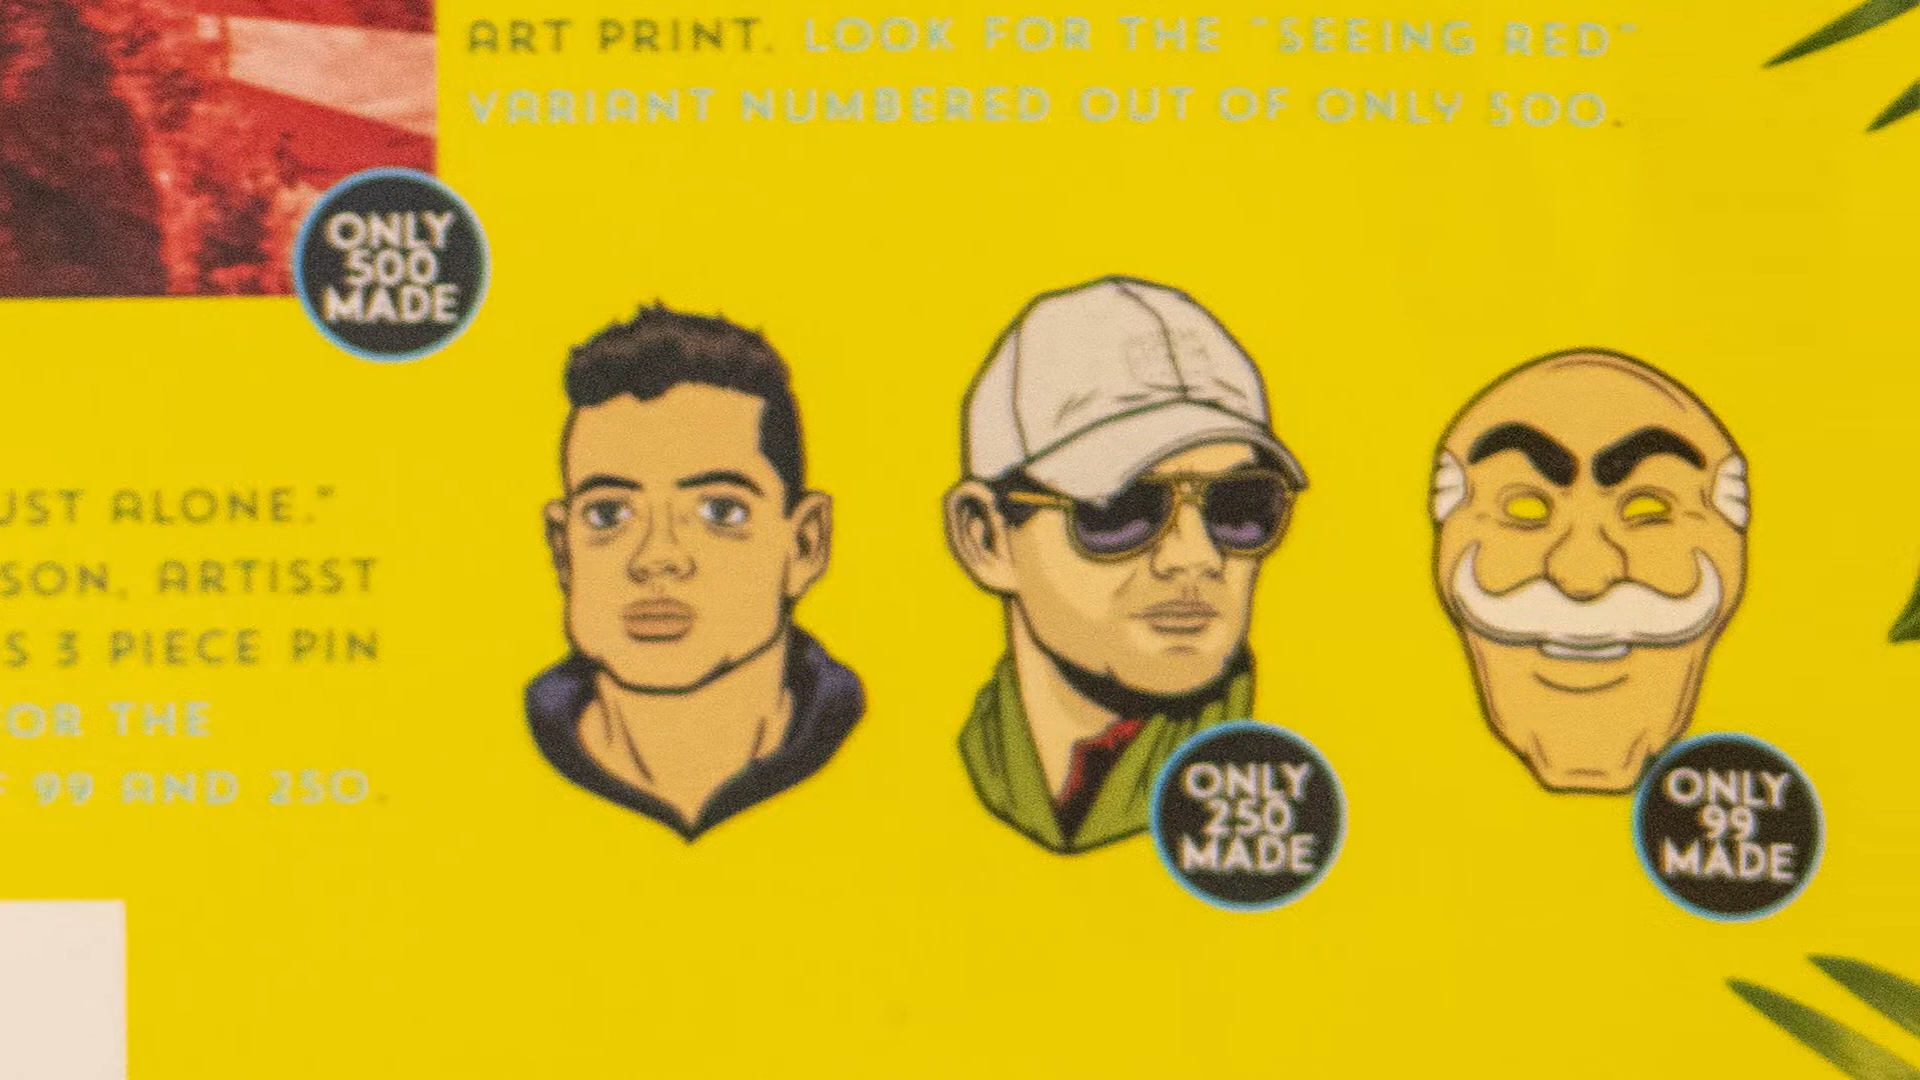 ART PRINT. LOOK FOR THE "SEEING RED"
VARIANT NUMBERED OUT OF ONLY 500.
ONLY
500
MADE
UST ALONE."
SON, ARTISST
S 3 PIECE PIN
FOR THE
F 99 AND 250.
ONLY
250
MADE
ONLY
99
MADE